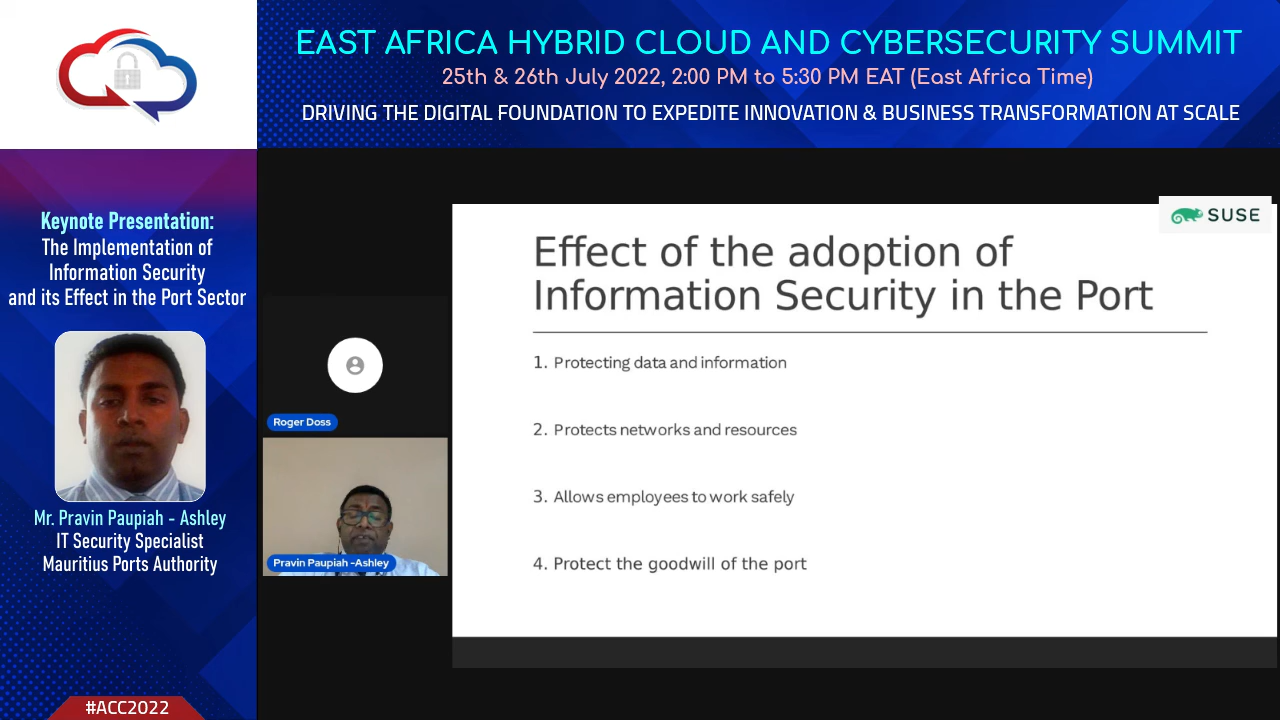 EAST AFRICA HYBRID CLOUD AND CYBERSECURITY SUMMIT
25th & 26th July 2022, 2:00 PM to 5:30 PM EAT (East Africa Time)
DRIVING THE DIGITAL FOUNDATION TO EXPEDITE INNOVATION & BUSINESS TRANSFORMATION AT SCALE
Keynote Presentation:
The Implementation of
Information Security
and its Effect in the Port Sector
Mr. Pravin Paupiah - Ashley
IT Security Specialist
Mauritius Ports Authority
#ACC2022
Roger Doss
Pravin Paupiah -Ashley
SUSE
Effect of the adoption of
Information Security in the Port
1. Protecting data and information
2. Protects networks and resources
3. Allows employees to work safely
4. Protect the goodwill of the port